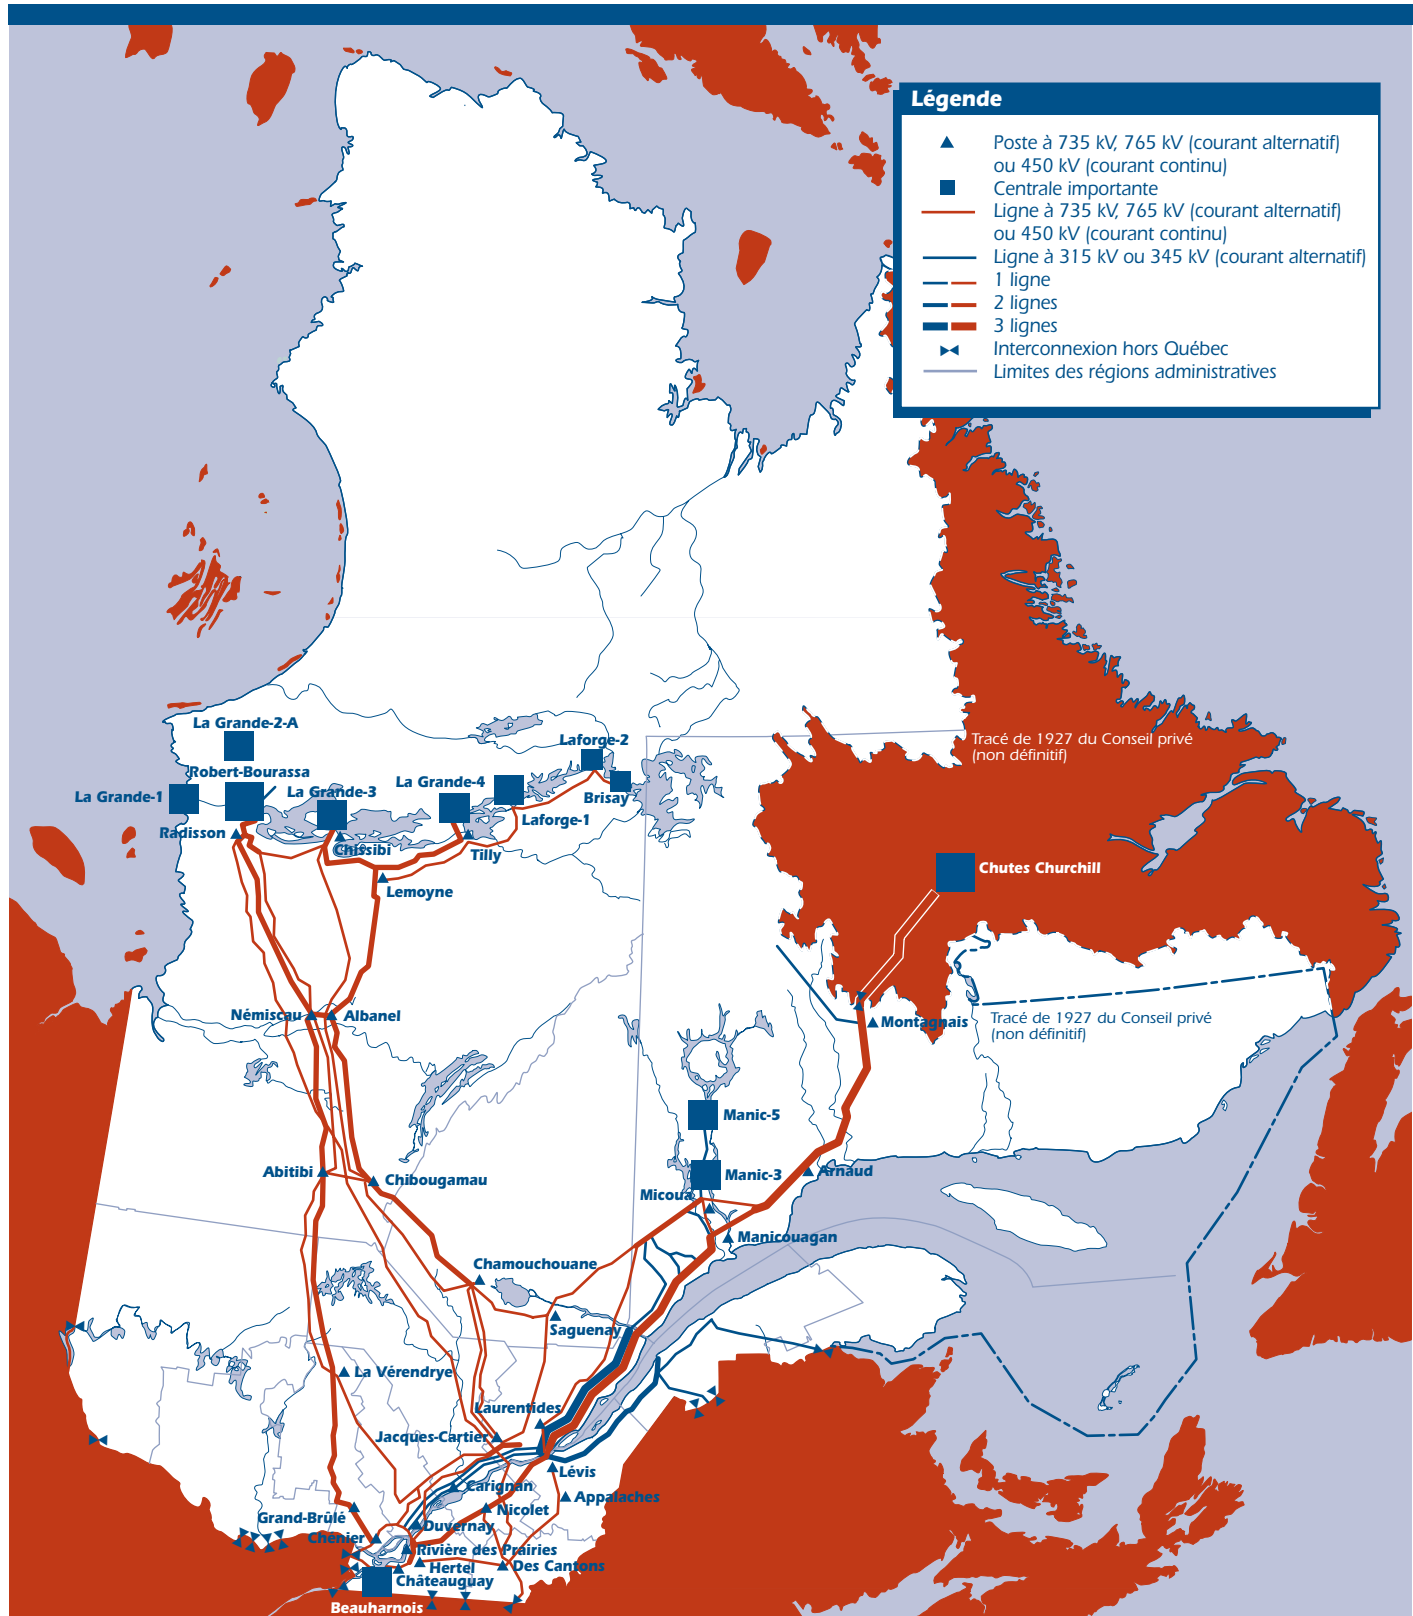 Légende
Poste à 735 kV, 765 kV (courant alternatif)
ou 450 kV (courant continu)
Centrale importante
Ligne à 735 kV, 765 kV (courant alternatif)
ou 450 kV (courant continu)
Ligne à 315 kV ou 345 kV (courant alternatif)
1 ligne
2 lignes
3 lignes
Interconnexion hors Québec
Limites des régions administratives
La Grande-2-A
Robert-Bourassa
La Grande-1
La Grande-3
La Grande-4
Laforge-2
Brisay
Laforge-1
Radisson
Chissibi
Tilly
Lemoyne
Tracé de 1927 du Conseil privé
(non définitif)
Chutes Churchill
Némiscau
Albanel
Montagnais
Tracé de 1927 du Conseil privé
(non définitif)
Manic-5
Abitibi
Chibougamau
Manic-3
Arnaud
Micoua
Manicouagan
Chamouchouane
Saguenay
La Vérendrye
Laurentides
Jacques-Cartier
Lévis
Carignan
Appalaches
Nicolet
Grand-Brûlé
Duvernay
Chénier
Rivière des Prairies
Hertel
Des Cantons
Châteauguay
Beauharnois